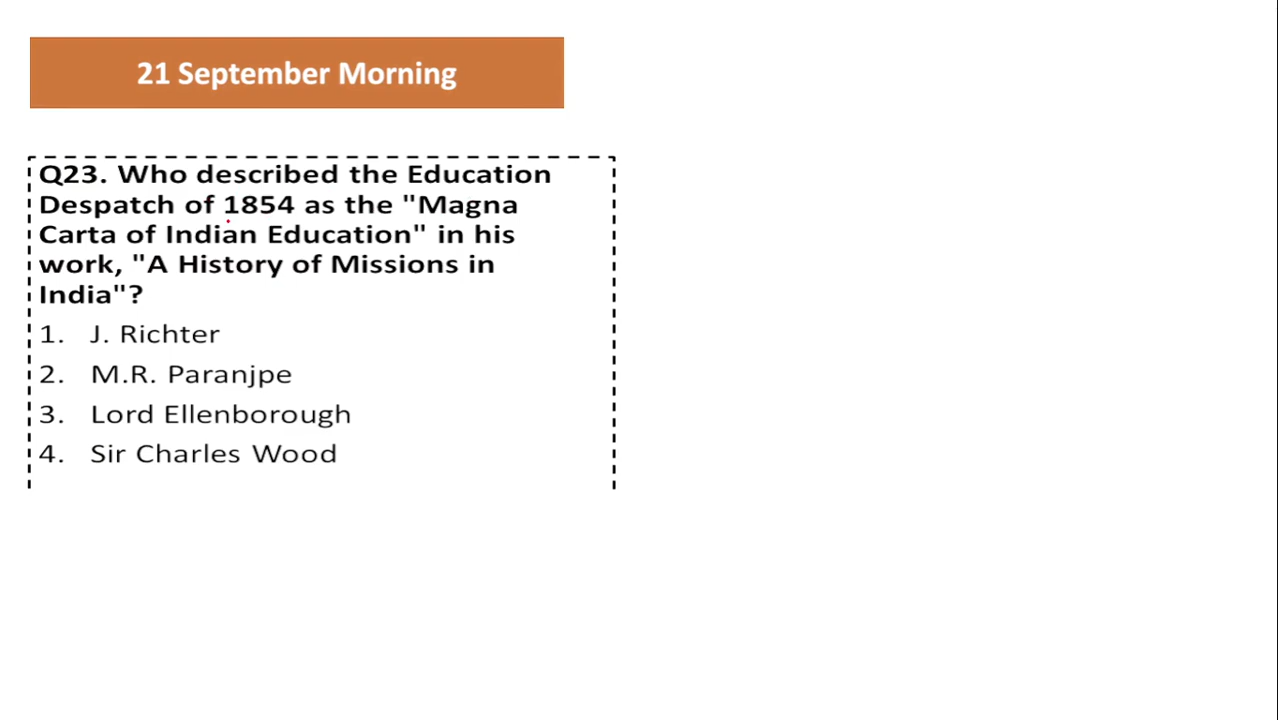 21 September Morning
Q23. Who described the Education
Despatch of 1854 as the "Magna
Carta of Indian Education" in his
work, "A History of Missions in
India"?
1. J. Richter
2. M.R. Paranjpe
3. Lord Ellenborough
4. Sir Charles Wood